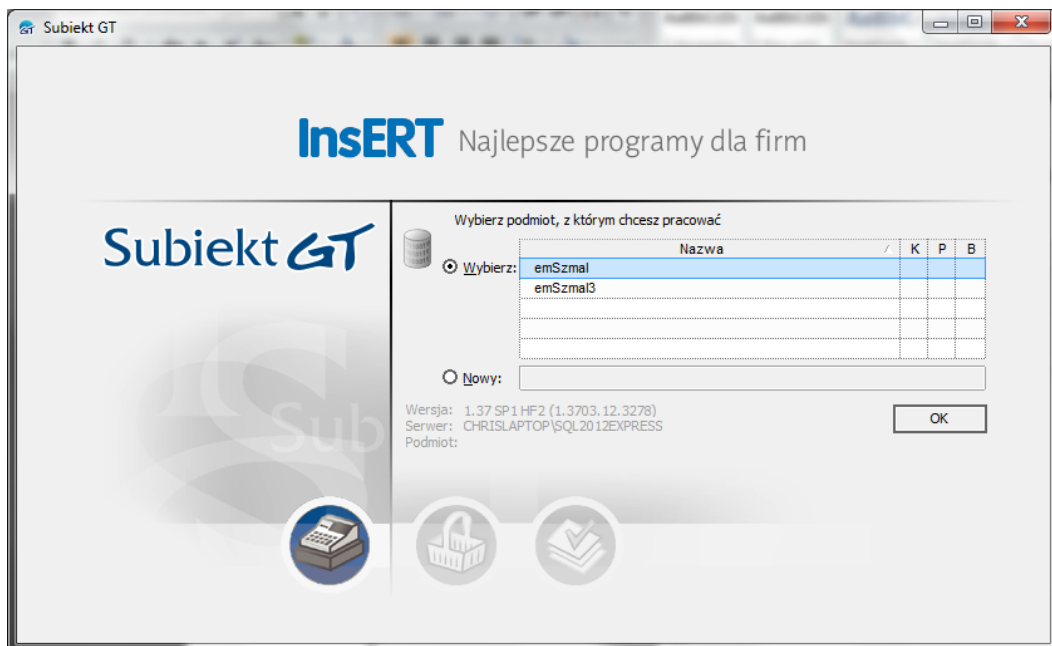 Subiekt GT
InsERT Najlepsze programy dla firm
Subiekt GT
Wybierz podmiot, z którym chcesz pracować
Nazwa K P B
Wybierz: emSzmal
emSzmal3
Nowy:
Wersja: 1.37 SP1 HF2 (1.3703.12.3278)
Serwer: CHRISLAPTOP\SQL2012EXPRESS
Podmiot:
OK
Sub